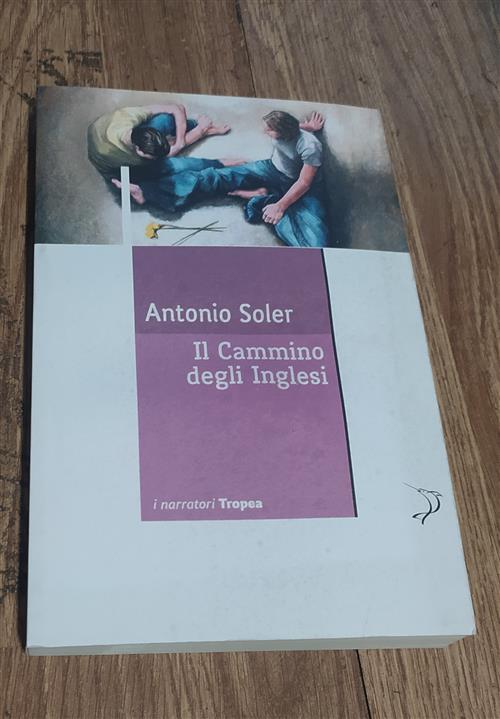 Antonio Soler
Il Cammino
degli Inglesi
i narratori Tropea